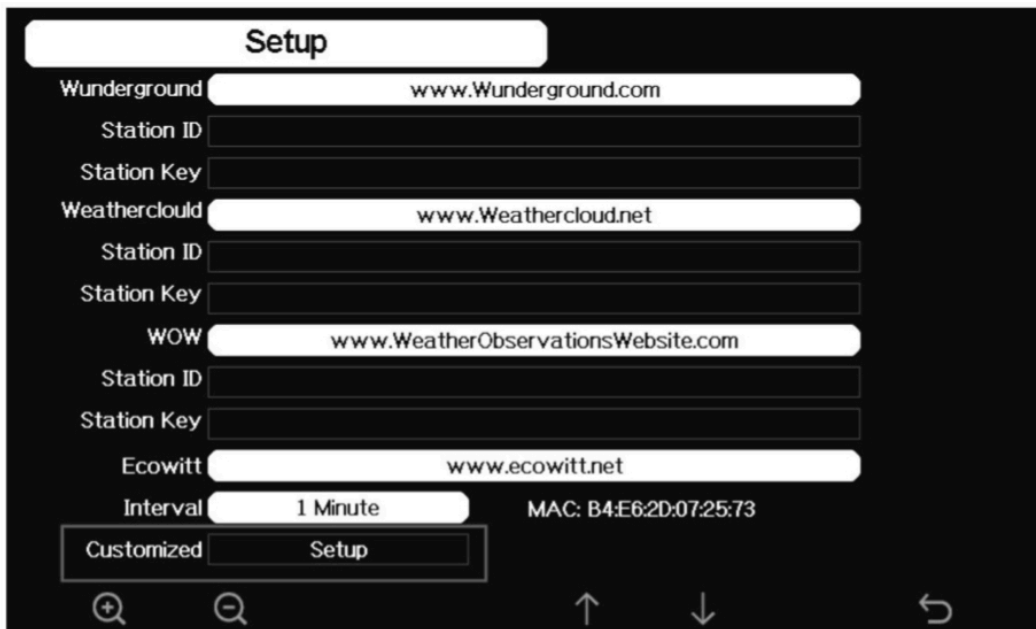 Setup
Wunderground www.Wunderground.com
Station ID
Station Key
Weatherclould www.Weathercloud.net
Station ID
Station Key
WOW www.WeatherObservationsWebsite.com
Station ID
Station Key
Ecowitt www.ecowitt.net
Interval 1 Minute MAC: B4:E6:2D:07:25:73
Customized Setup